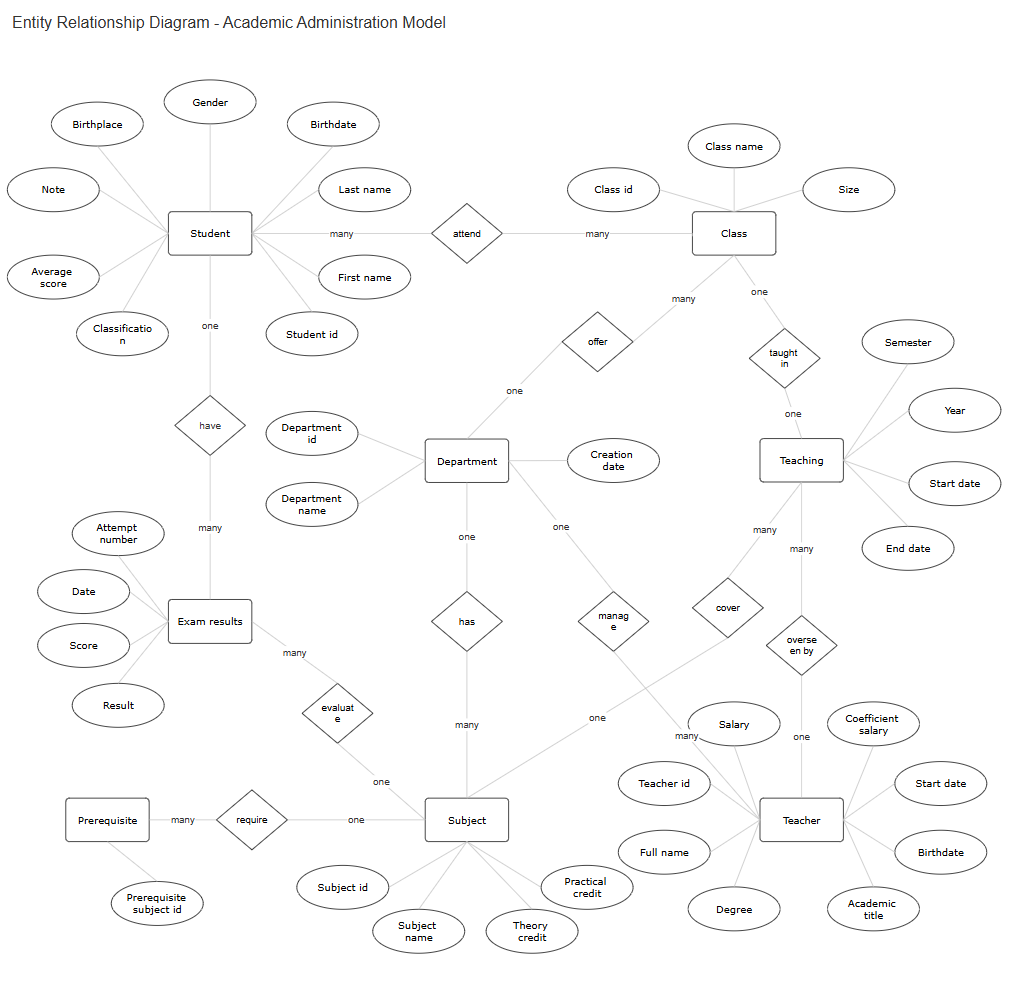 Entity Relationship Diagram - Academic Administration Model
Gender
Birthplace
Birthdate
Class name
Note
Last name
Class id
Size
Student
many
attend
many
Class
Average
score
First name
many
one
Classificatio
n
one
Student id
offer
taught
in
Semester
one
Year
have
Department
id
one
Department
Creation
date
Teaching
Start date
Department
name
Attempt
number
many
one
one
many
many
End date
Date
Exam results
has
manag
e
cover
Score
many
overse
en by
Result
evaluat
e
many
one
many
Salary
one
Coefficient
salary
one
Teacher id
Start date
Prerequisite
many
require
one
Subject
Teacher
Full name
Birthdate
Prerequisite
subject id
Subject id
Practical
credit
Degree
Academic
title
Subject
name
Theory
credit